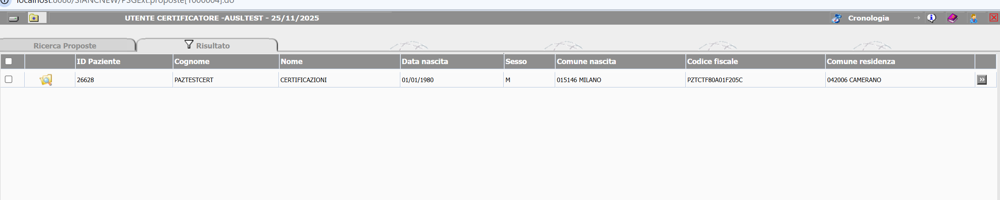 localhost:8080/SIANCNEW/PSGExt.proposte[1000004].do
UTENTE CERTIFICATORE -AUSLTEST - 25/11/2025 Cronologia
Ricerca Proposte Risultato
ID Paziente Cognome Nome Data nascita Sesso Comune nascita Codice fiscale Comune residenza
26628 PAZTESTCERT CERTIFICAZIONI 01/01/1980 M 015146 MILANO PZTCTF80A01F205C 042006 CAMERANO